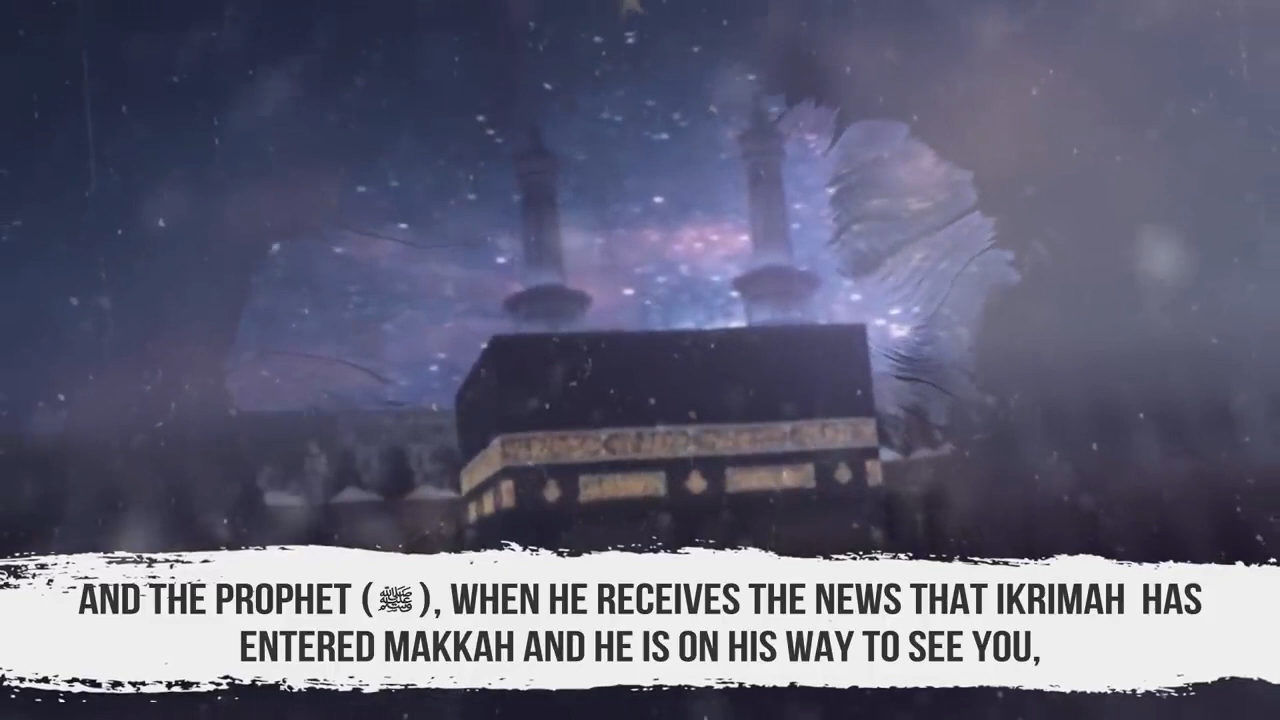 AND THE PROPHET (ﷺ), WHEN HE RECEIVES THE NEWS THAT IKRIMAH HAS
ENTERED MAKKAH AND HE IS ON HIS WAY TO SEE YOU,